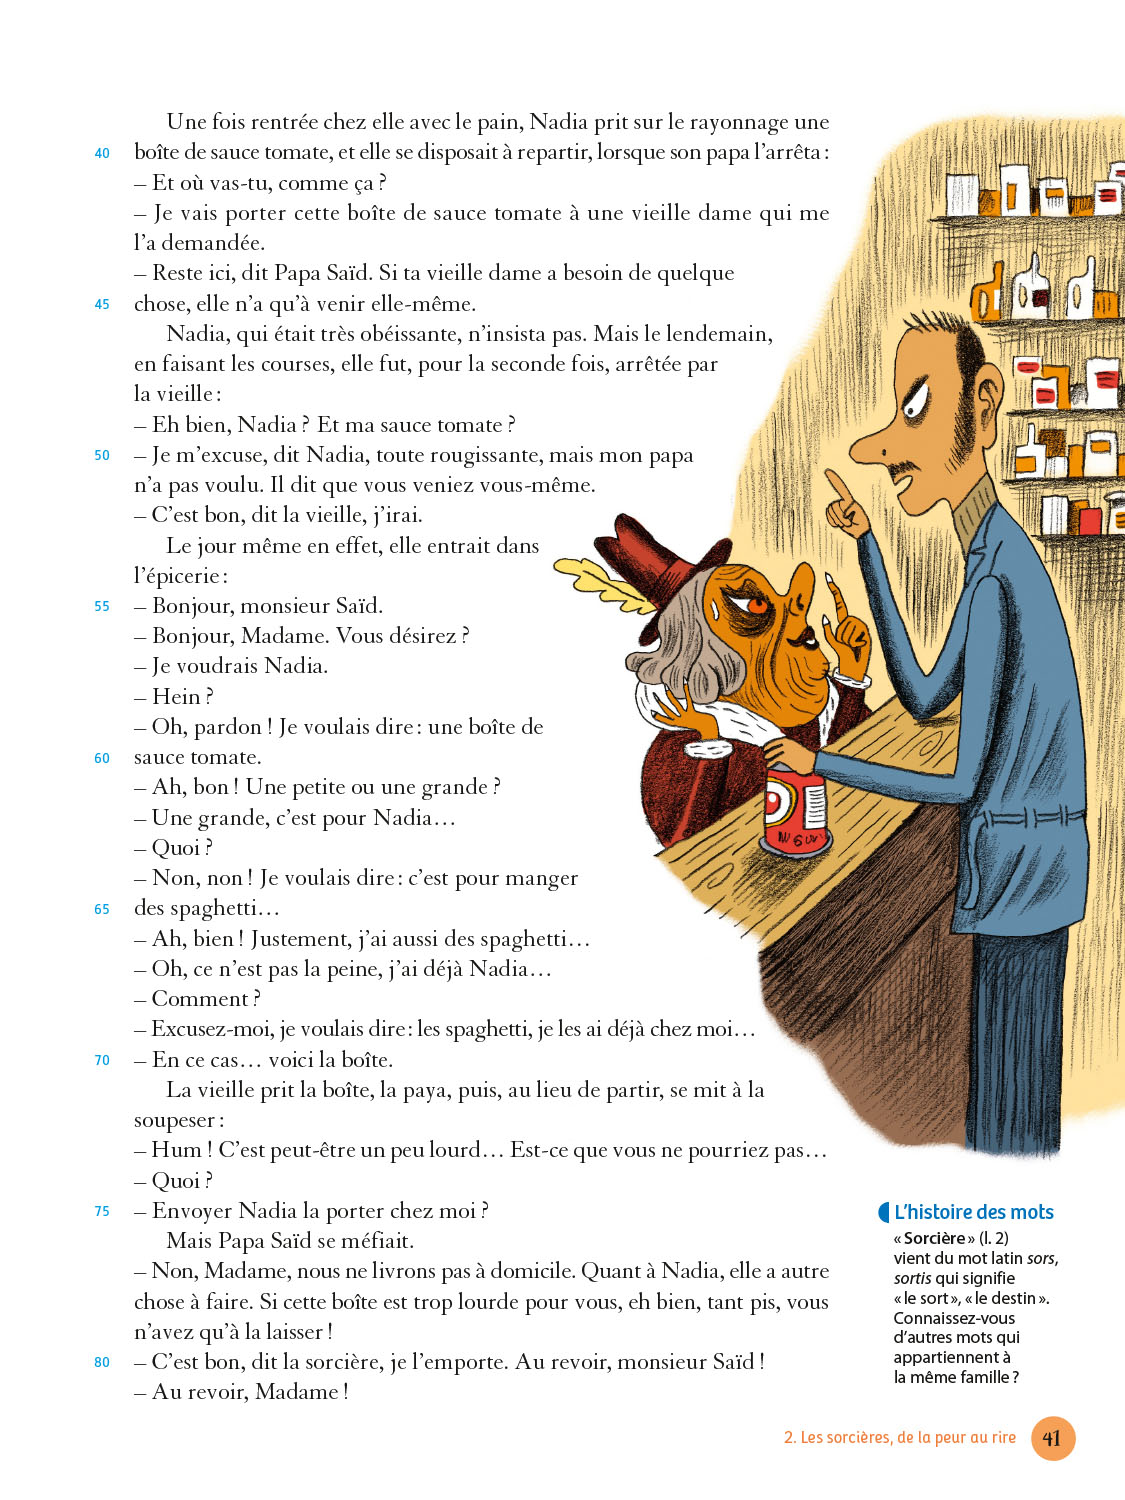 Une fois rentrée chez elle avec le pain, Nadia prit sur le rayonnage une
40 boîte de sauce tomate, et elle se disposait à repartir, lorsque son papa l’arrêta :
– Et où vas-tu, comme ça ?
– Je vais porter cette boîte de sauce tomate à une vieille dame qui me
l’a demandée.
– Reste ici, dit Papa Saïd. Si ta vieille dame a besoin de quelque
45 chose, elle n’a qu’à venir elle-même.
Nadia, qui était très obéissante, n’insista pas. Mais le lendemain,
en faisant les courses, elle fut, pour la seconde fois, arrêtée par
la vieille :
– Eh bien, Nadia ? Et ma sauce tomate ?
50 – Je m’excuse, dit Nadia, toute rougissante, mais mon papa
n’a pas voulu. Il dit que vous veniez vous-même.
– C’est bon, dit la vieille, j’irai.
Le jour même en effet, elle entrait dans
l’épicerie :
55 – Bonjour, monsieur Saïd.
– Bonjour, Madame. Vous désirez ?
– Je voudrais Nadia.
– Hein ?
– Oh, pardon ! Je voulais dire : une boîte de
60 sauce tomate.
– Ah, bon ! Une petite ou une grande ?
– Une grande, c’est pour Nadia…
– Quoi ?
– Non, non ! Je voulais dire : c’est pour manger
65 des spaghetti…
– Ah, bien ! Justement, j’ai aussi des spaghetti…
– Oh, ce n’est pas la peine, j’ai déjà Nadia…
– Comment ?
– Excusez-moi, je voulais dire : les spaghetti, je les ai déjà chez moi…
70 – En ce cas… voici la boîte.
La vieille prit la boîte, la paya, puis, au lieu de partir, se mit à la
soupeser :
– Hum ! C’est peut-être un peu lourd… Est-ce que vous ne pourriez pas…
– Quoi ?
75 – Envoyer Nadia la porter chez moi ?
Mais Papa Saïd se méfiait.
– Non, Madame, nous ne livrons pas à domicile. Quant à Nadia, elle a autre
chose à faire. Si cette boîte est trop lourde pour vous, eh bien, tant pis, vous
n’avez qu’à la laisser !
80 – C’est bon, dit la sorcière, je l’emporte. Au revoir, monsieur Saïd !
– Au revoir, Madame !
L’histoire des mots
« Sorcière » (l. 2)
vient du mot latin sors,
sortis qui signifie
« le sort », « le destin ».
Connaissez-vous
d’autres mots qui
appartiennent à
la même famille ?
2. Les sorcières, de la peur au rire 41